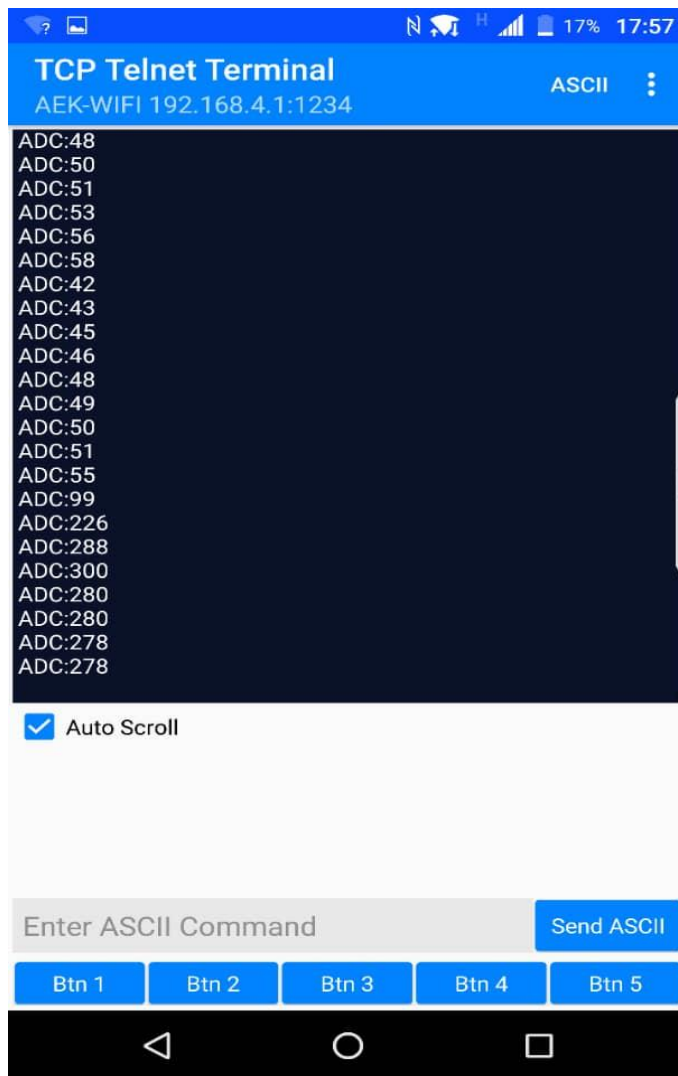 17% 17:57
TCP Telnet Terminal
AEK-WIFI 192.168.4.1:1234
ASCII
ADC:48
ADC:50
ADC:51
ADC:53
ADC:56
ADC:58
ADC:42
ADC:43
ADC:45
ADC:46
ADC:48
ADC:49
ADC:50
ADC:51
ADC:55
ADC:99
ADC:226
ADC:288
ADC:300
ADC:280
ADC:280
ADC:278
ADC:278
Auto Scroll
Enter ASCII Command
Send ASCII
Btn 1 Btn 2 Btn 3 Btn 4 Btn 5